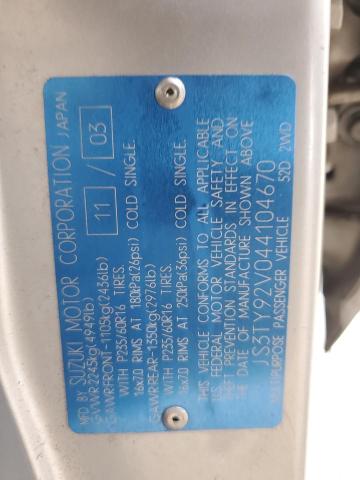 MFD BY SUZUKI MOTOR CORPORATION JAPAN
GVWR-2245kg(4949lb) 11 / 03
GAWR:FRONT-1105kg(2436lb)
WITH P235/60R16 TIRES.
16x7.0 RIMS AT 180kPa(26psi) COLD SINGLE.
GAWR:REAR-1350kg(2976lb)
WITH P235/60R16 TIRES.
16x7.0 RIMS AT 250kPa(36psi) COLD SINGLE.
THIS VEHICLE CONFORMS TO ALL APPLICABLE
U.S. FEDERAL MOTOR VEHICLE SAFETY AND
THEFT PREVENTION STANDARDS IN EFFECT ON
THE DATE OF MANUFACTURE SHOWN ABOVE.
JS3TY92V044104670
MULTIPURPOSE PASSENGER VEHICLE 52D 2WD